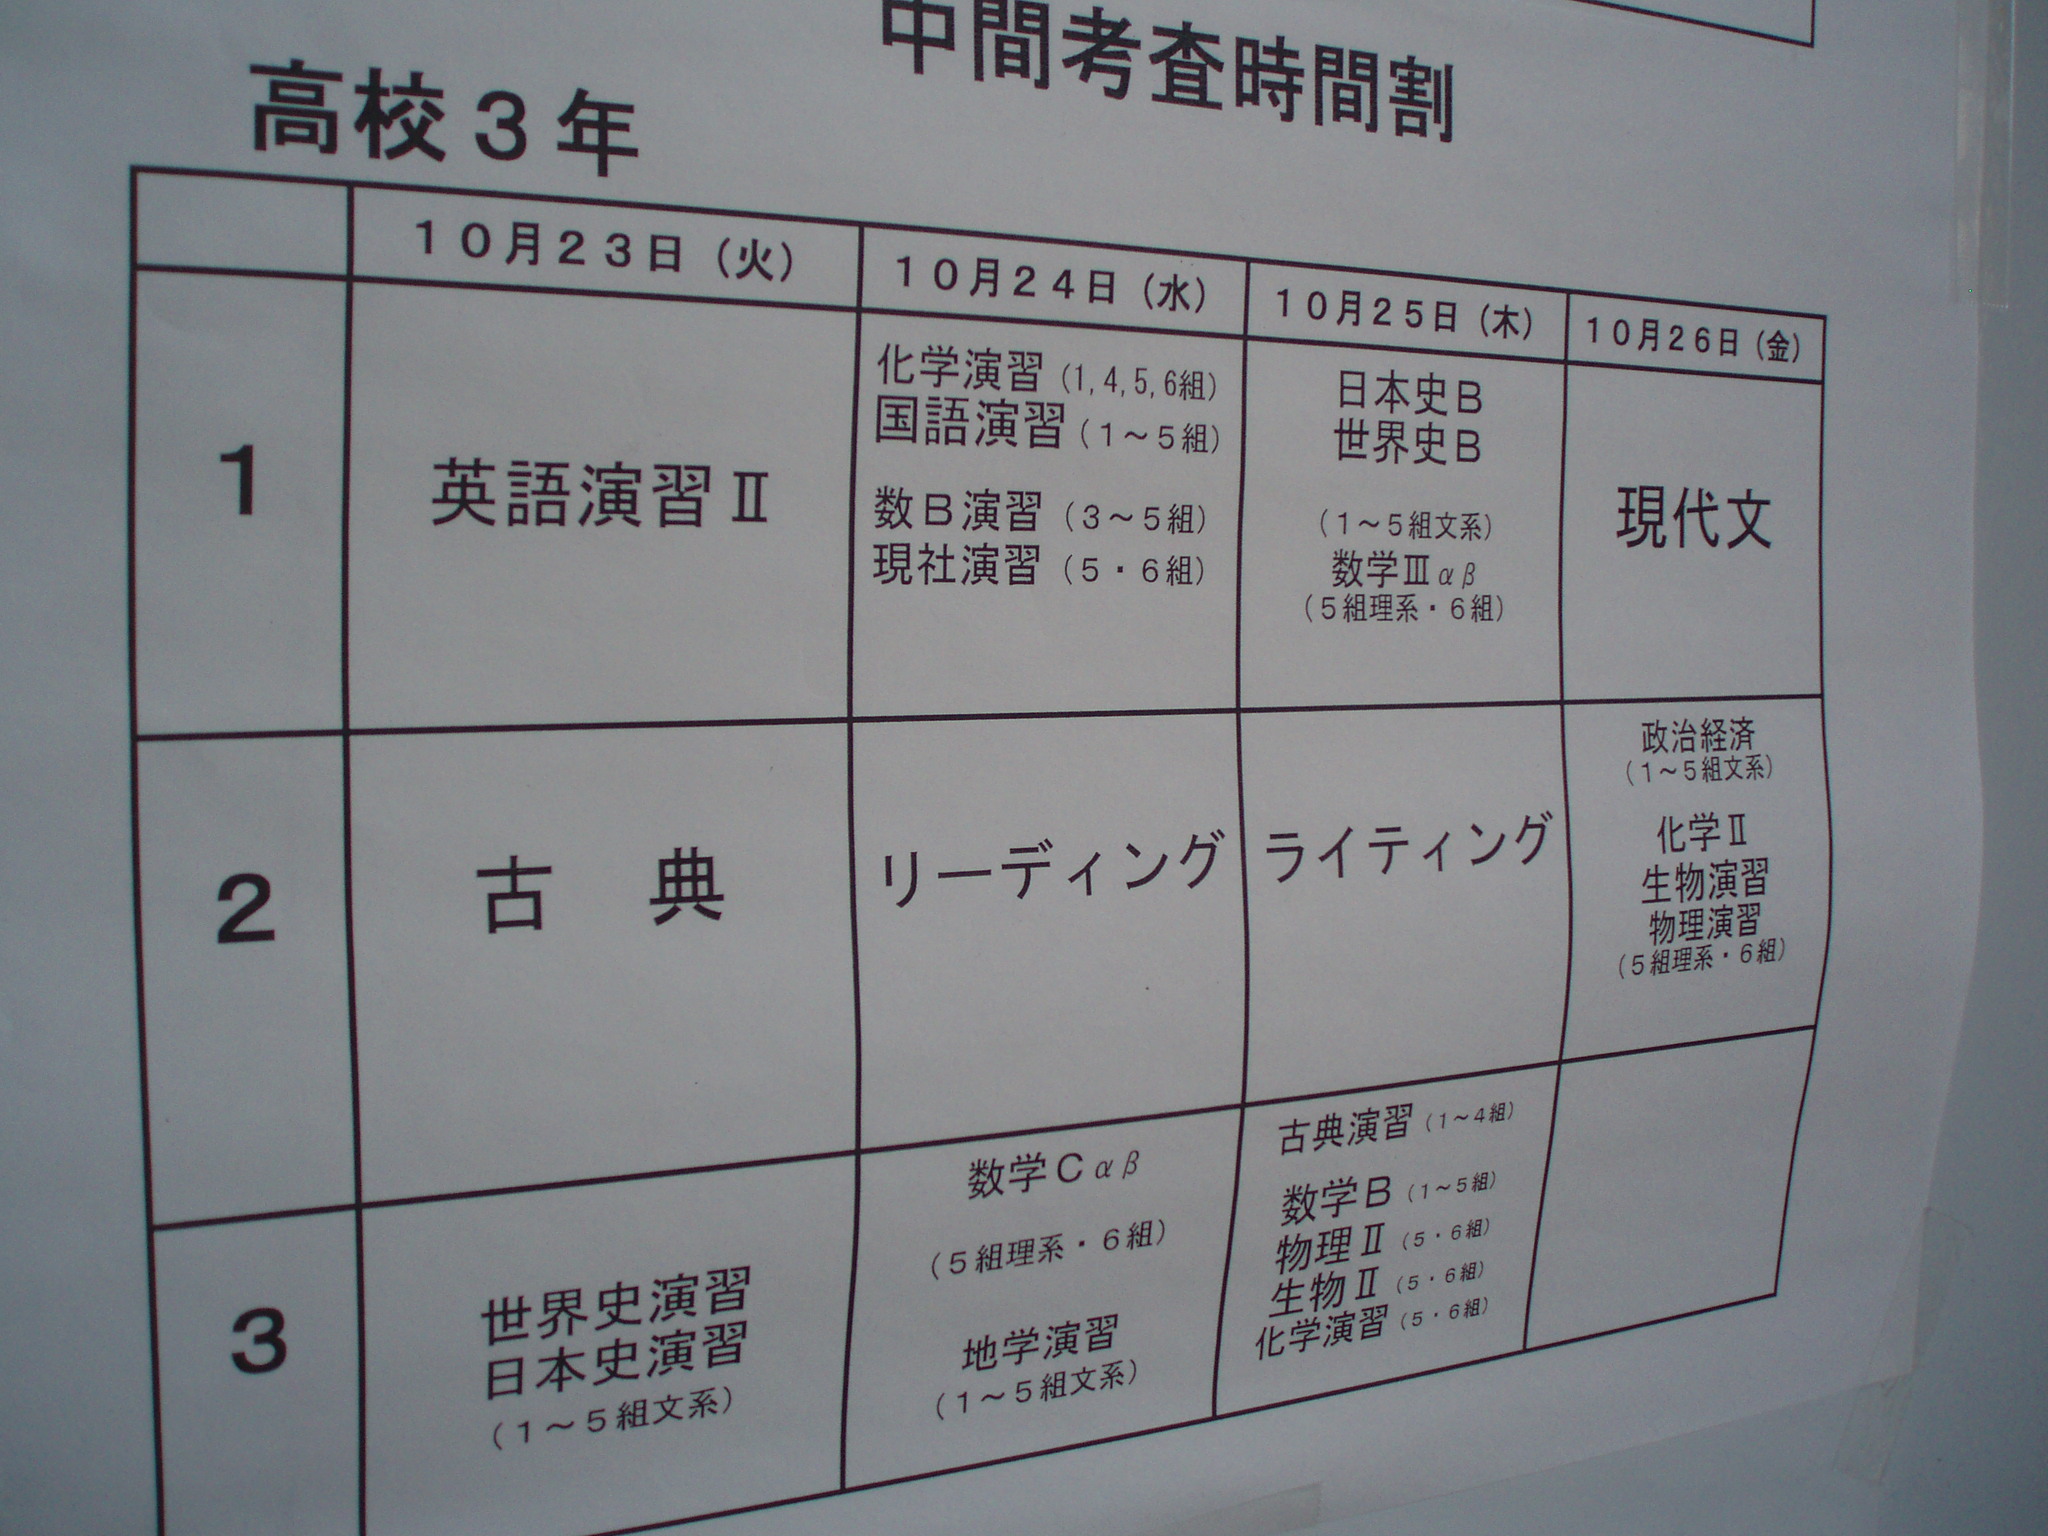 中間考査時間割
高校３年
１０月２３日（火）
１０月２４日（水）
１０月２５日（木）
１０月２６日（金）
1
英語演習Ⅱ
化学演習（1, 4, 5, 6組）
国語演習（１～５組）
数Ｂ演習（３～５組）
現社演習（５・６組）
日本史Ｂ
世界史Ｂ
（１～５組文系）
数学Ⅲαβ
（５組理系・６組）
現代文
2
古　典
リーディング
ライティング
政治経済
（１～５組文系）
化学Ⅱ
生物演習
物理演習
（５組理系・６組）
3
世界史演習
日本史演習
（１～５組文系）
数学Ｃαβ
（５組理系・６組）
地学演習
（１～５組文系）
古典演習（１～４組）
数学Ｂ（１～５組）
物理Ⅱ（５・６組）
生物Ⅱ（５・６組）
化学演習（５・６組）